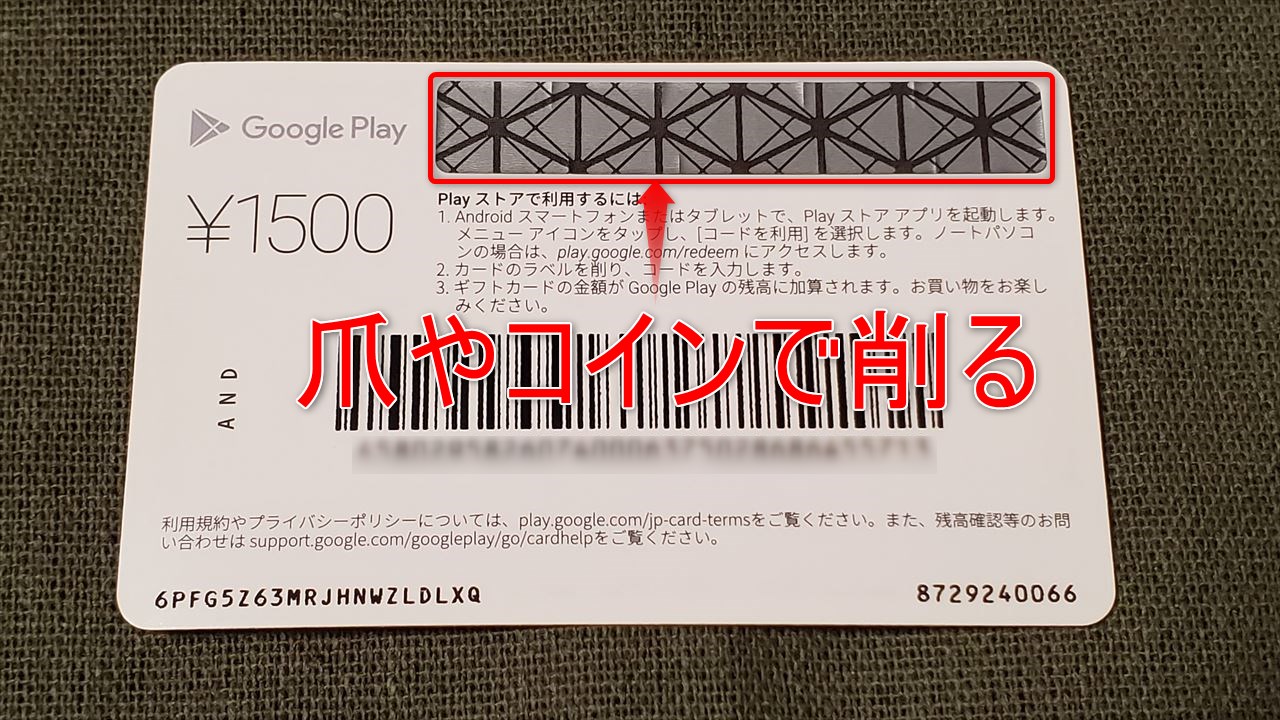 Google Play
¥1500
Play ストアで利用するには
1. Android スマートフォンまたはタブレットで、Play ストア アプリを起動します。
メニュー アイコンをタップし、[コードを利用] を選択します。ノートパソコ
ンの場合は、play.google.com/redeem にアクセスします。
2. カードのラベルを削り、コードを入力します。
3. ギフトカードの金額が Google Play の残高に加算されます。お買い物をお楽し
みください。
爪やコインで削る
AND
利用規約やプライバシーポリシーについては、play.google.com/jp-card-termsをご覧ください。また、残高確認等のお問
い合わせは support.google.com/googleplay/go/cardhelpをご覧ください。
6PFG5Z63MRJHNWZLDLXQ
8729240066